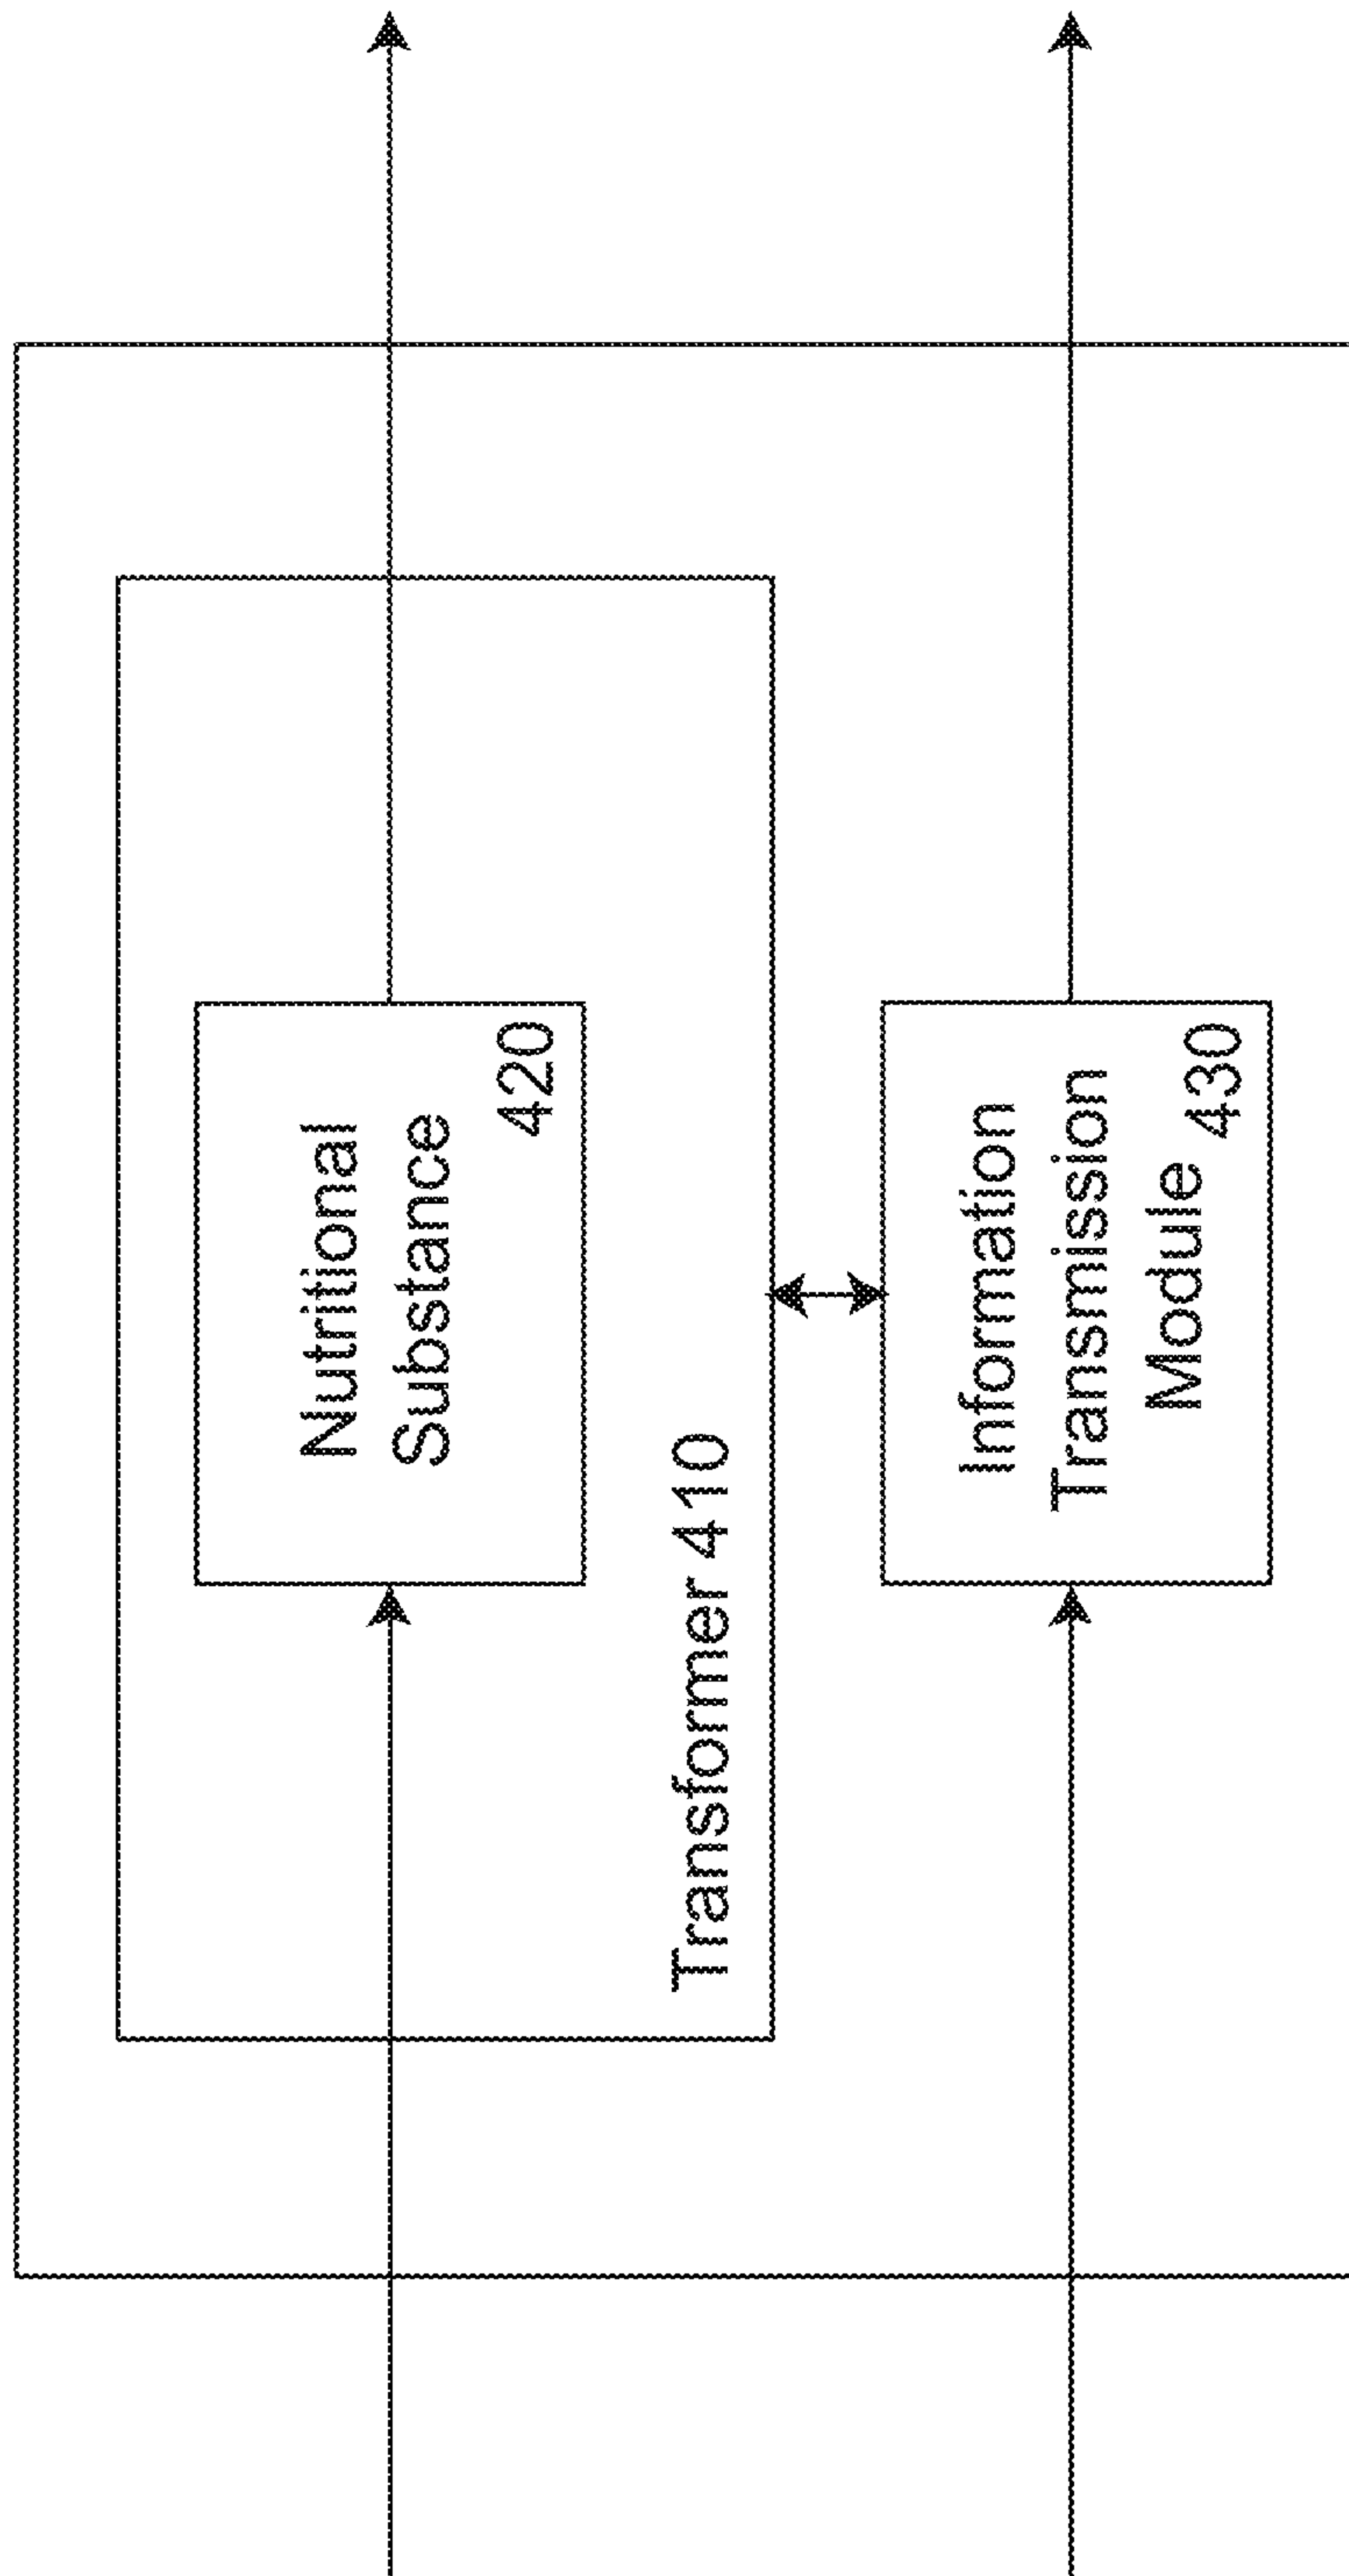 Nutritional
Substance
420
Transformer 410
Information
Transmission
Module 430